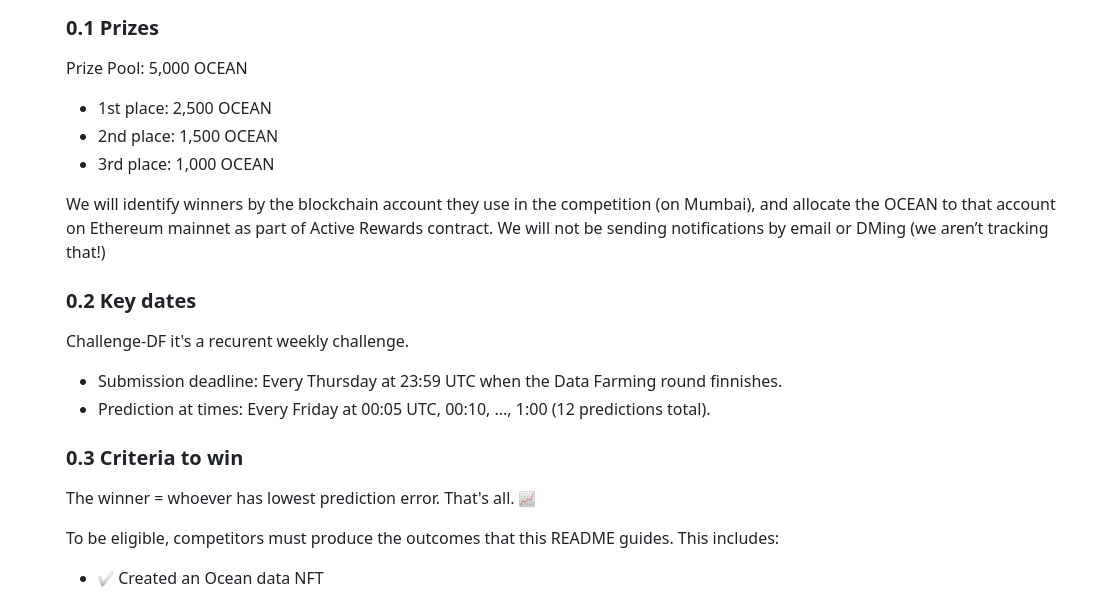 0.1 Prizes
Prize Pool: 5,000 OCEAN
• 1st place: 2,500 OCEAN
• 2nd place: 1,500 OCEAN
• 3rd place: 1,000 OCEAN
We will identify winners by the blockchain account they use in the competition (on Mumbai), and allocate the OCEAN to that account
on Ethereum mainnet as part of Active Rewards contract. We will not be sending notifications by email or DMing (we aren’t tracking
that!)
0.2 Key dates
Challenge-DF it's a recurent weekly challenge.
• Submission deadline: Every Thursday at 23:59 UTC when the Data Farming round finnishes.
• Prediction at times: Every Friday at 00:05 UTC, 00:10, ..., 1:00 (12 predictions total).
0.3 Criteria to win
The winner = whoever has lowest prediction error. That's all. 📈
To be eligible, competitors must produce the outcomes that this README guides. This includes:
• ✔ Created an Ocean data NFT